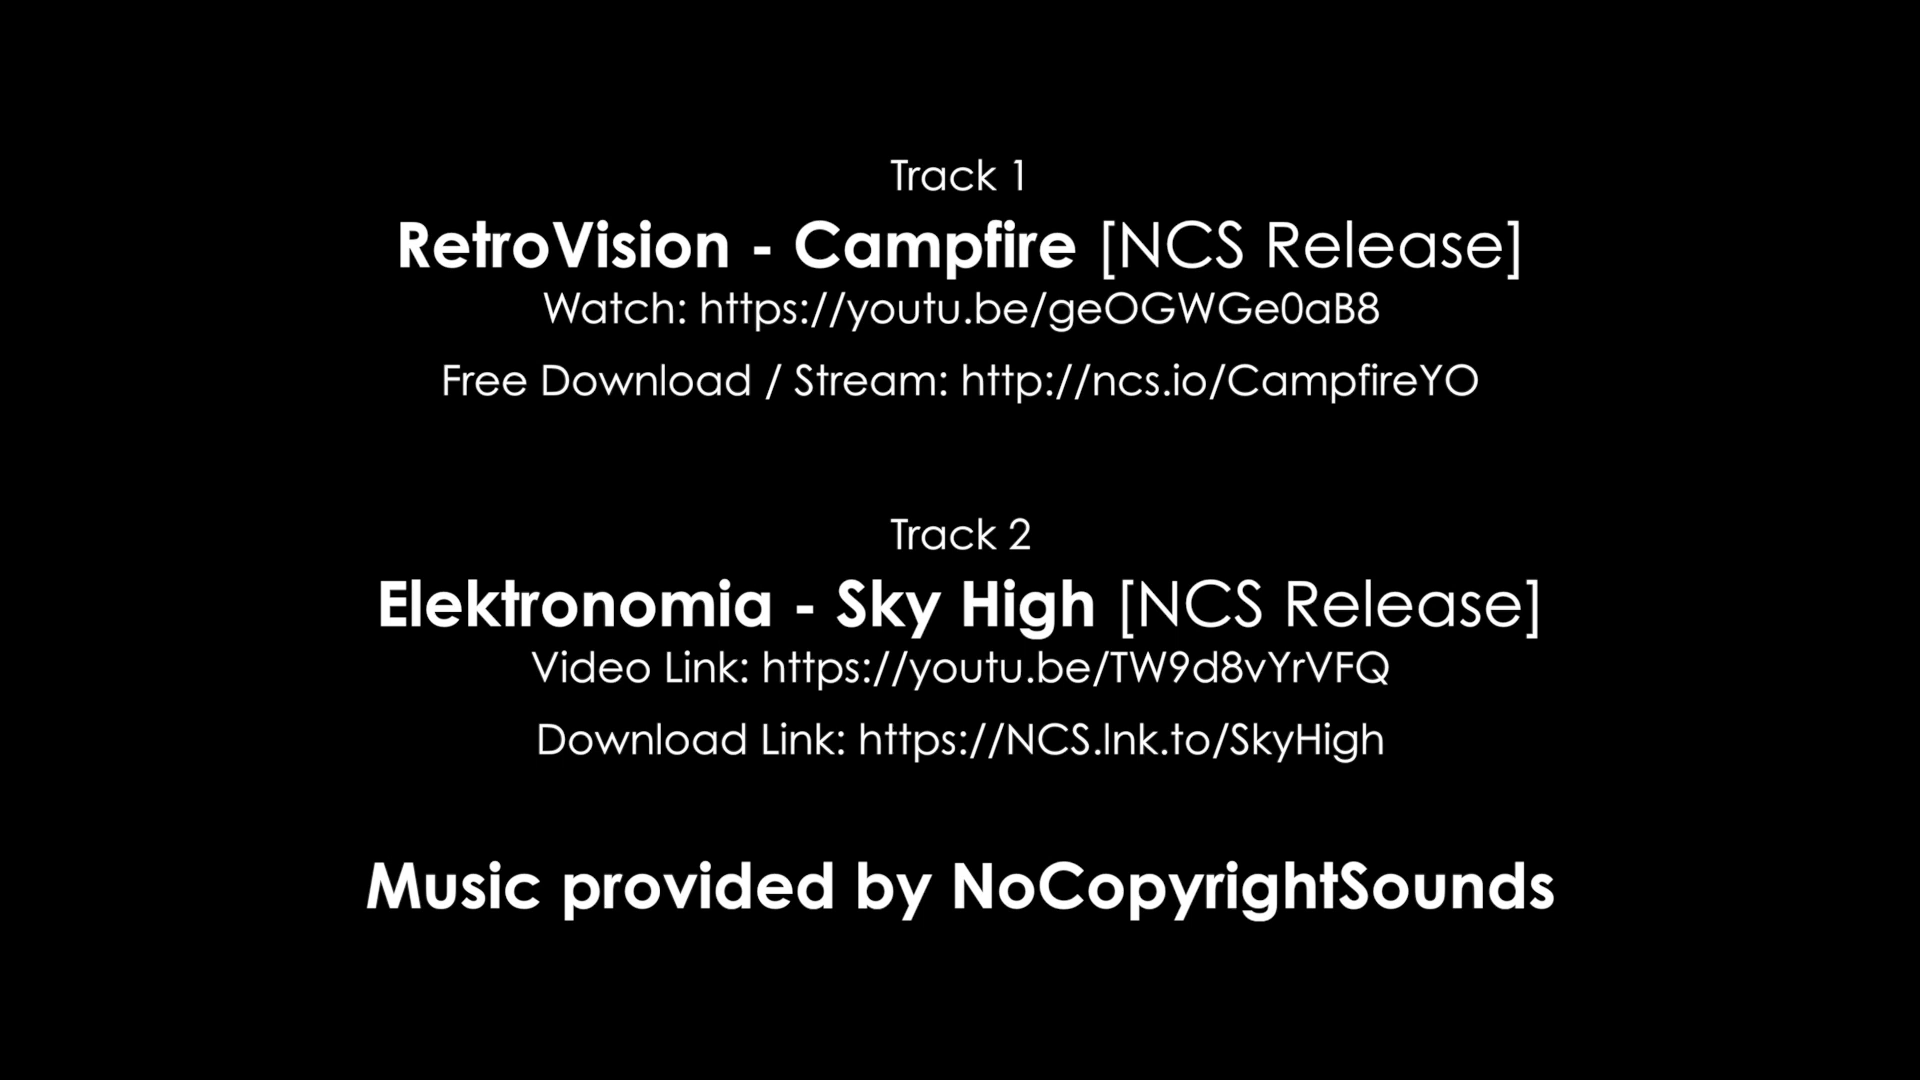 Track 1
RetroVision - Campfire [NCS Release]
Watch: https://youtu.be/geOGWGe0aB8
Free Download / Stream: http://ncs.io/CampfireYO
Track 2
Elektronomia - Sky High [NCS Release]
Video Link: https://youtu.be/TW9d8vYrVFQ
Download Link: https://NCS.lnk.to/SkyHigh
Music provided by NoCopyrightSounds